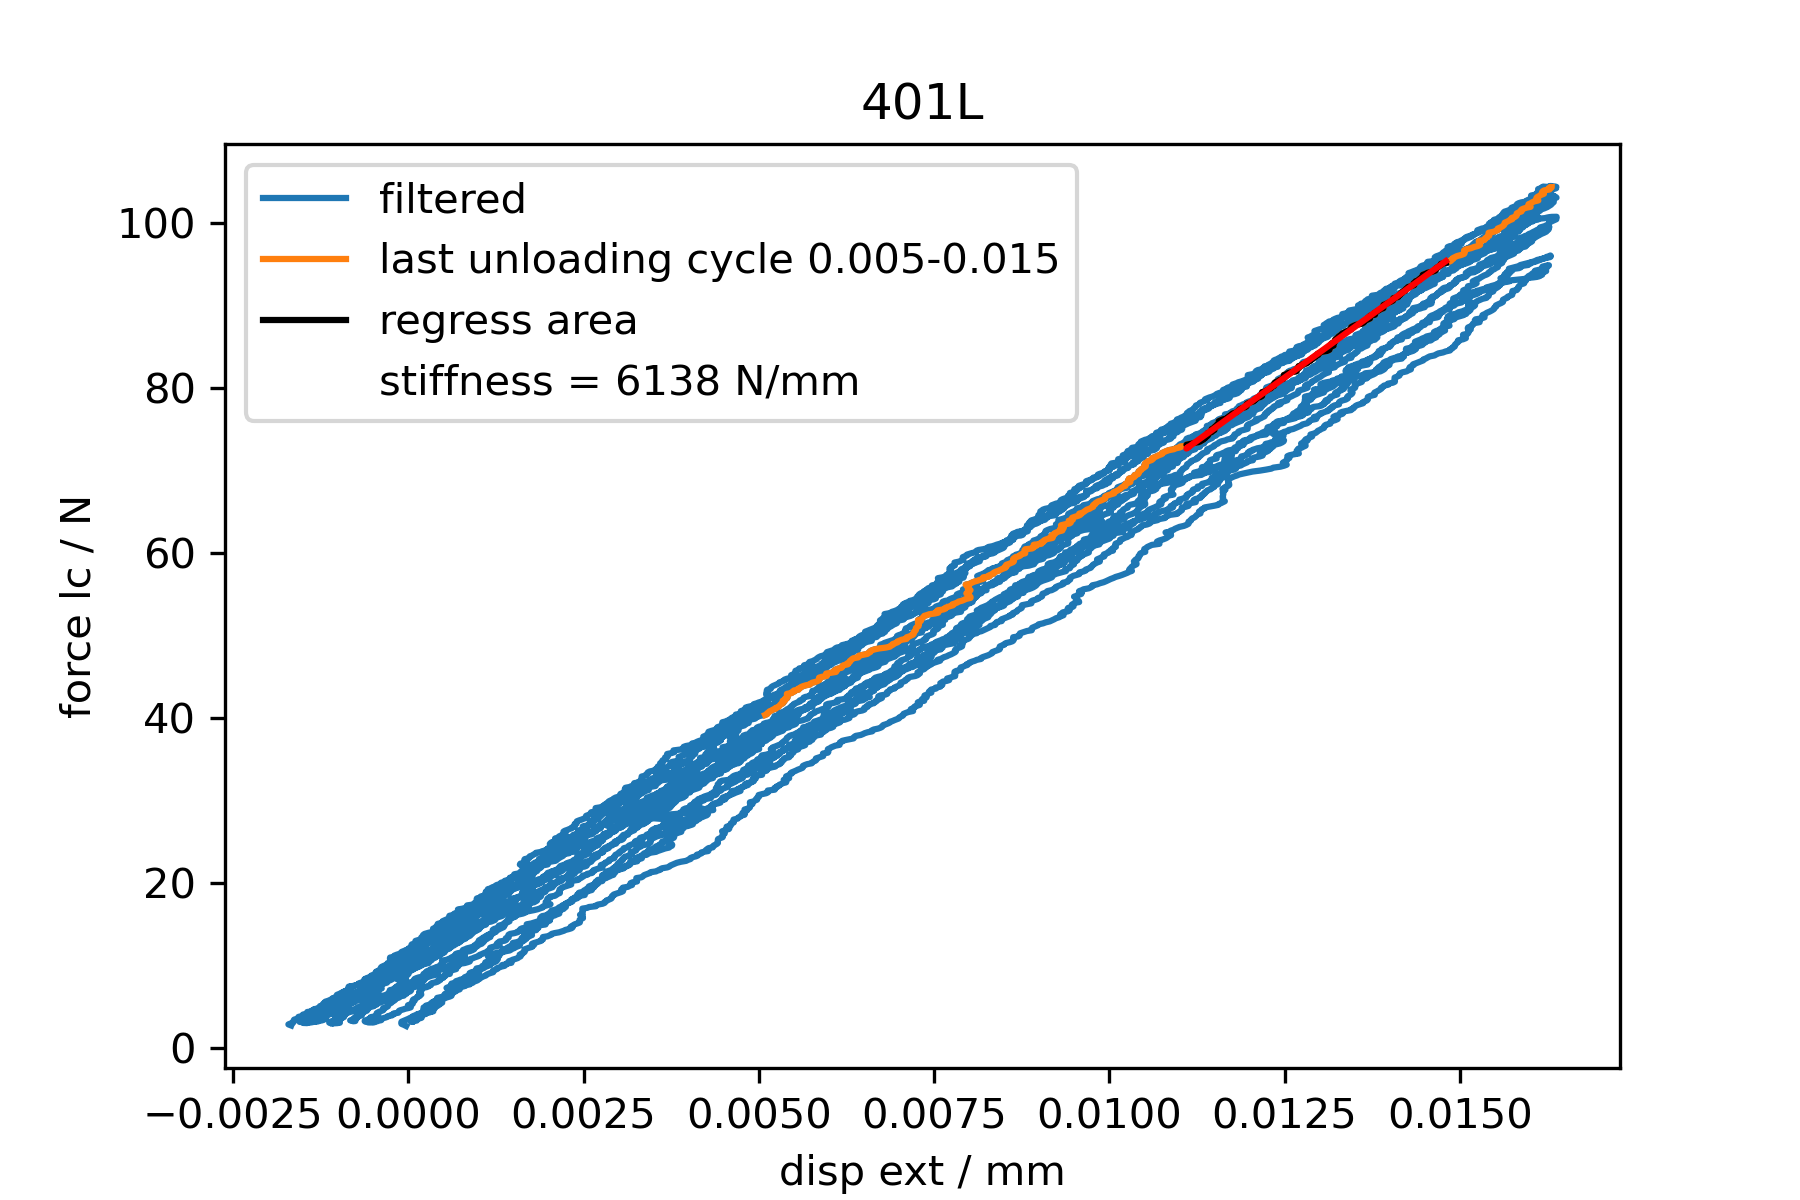 401L
filtered
last unloading cycle 0.005-0.015
regress area
stiffness = 6138 N/mm
100
80
60
40
20
0
force lc / N
−0.0025 0.0000 0.0025 0.0050 0.0075 0.0100 0.0125 0.0150
disp ext / mm